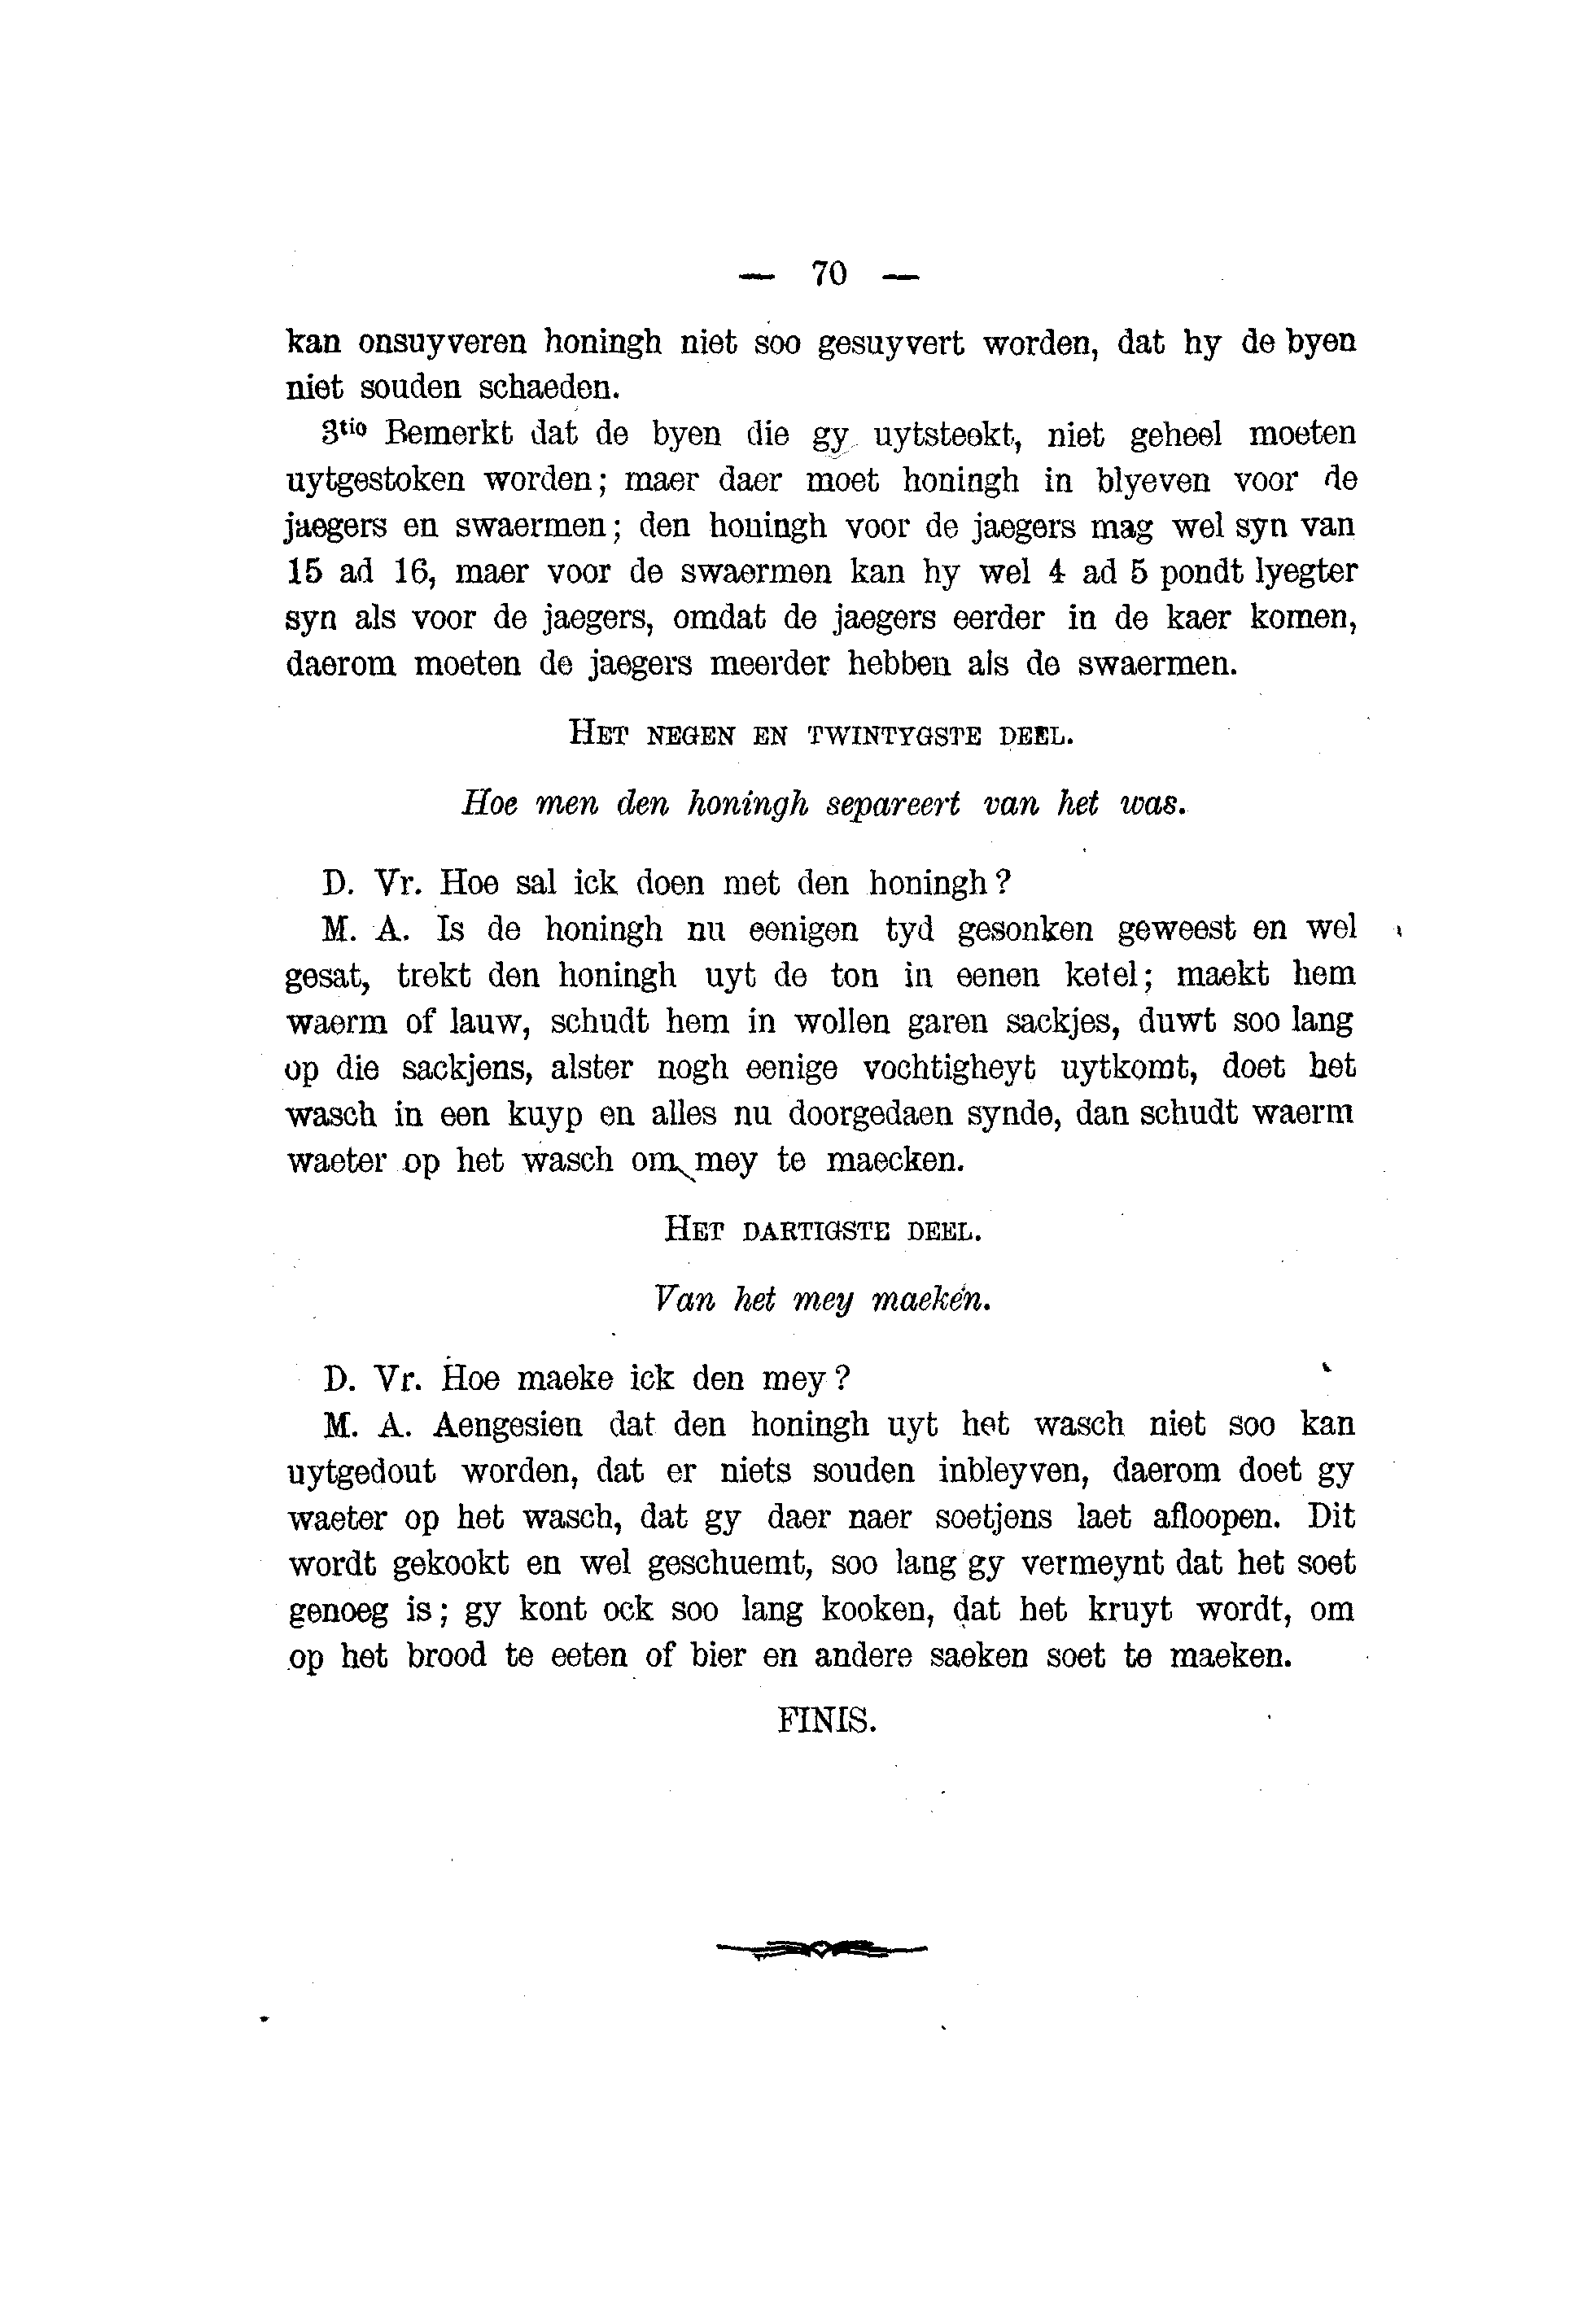 — 70 —
kan onsuyveren honingh niet soo gesuyvert worden, dat hy de byen
niet souden schaeden.
3tio Bemerkt dat de byen die gy uytsteekt, niet geheel moeten
uytgestoken worden; maer daer moet honingh in blyeven voor de
jaegers en swaermen; den honingh voor de jaegers mag wel syn van
15 ad 16, maer voor de swaermen kan hy wel 4 ad 5 pondt lyegter
syn als voor de jaegers, omdat de jaegers eerder in de kaer komen,
daerom moeten de jaegers meerder hebben als de swaermen.
HET NEGEN EN TWINTYGSTE DEEL.
Hoe men den honingh separeert van het was.
D. Vr. Hoe sal ick doen met den honingh?
M. A. Is de honingh nu eenigen tyd gesonken geweest en wel
gesat, trekt den honingh uyt de ton in eenen ketel; maekt hem
waerm of lauw, schudt hem in wollen garen sackjes, duwt soo lang
op die sackjens, alster nogh eenige vochtigheyt uytkomt, doet het
wasch in een kuyp en alles nu doorgedaen synde, dan schudt waerm
waeter op het wasch om mey te maecken.
HET DARTIGSTE DEEL.
Van het mey maeken.
D. Vr. Hoe maeke ick den mey?
M. A. Aengesien dat den honingh uyt het wasch niet soo kan
uytgedout worden, dat er niets souden inbleyven, daerom doet gy
waeter op het wasch, dat gy daer naer soetjens laet afloopen. Dit
wordt gekookt en wel geschuemt, soo lang gy vermeynt dat het soet
genoeg is; gy kont ock soo lang kooken, dat het kruyt wordt, om
op het brood te eeten of bier en andere saeken soet te maeken.
FINIS.